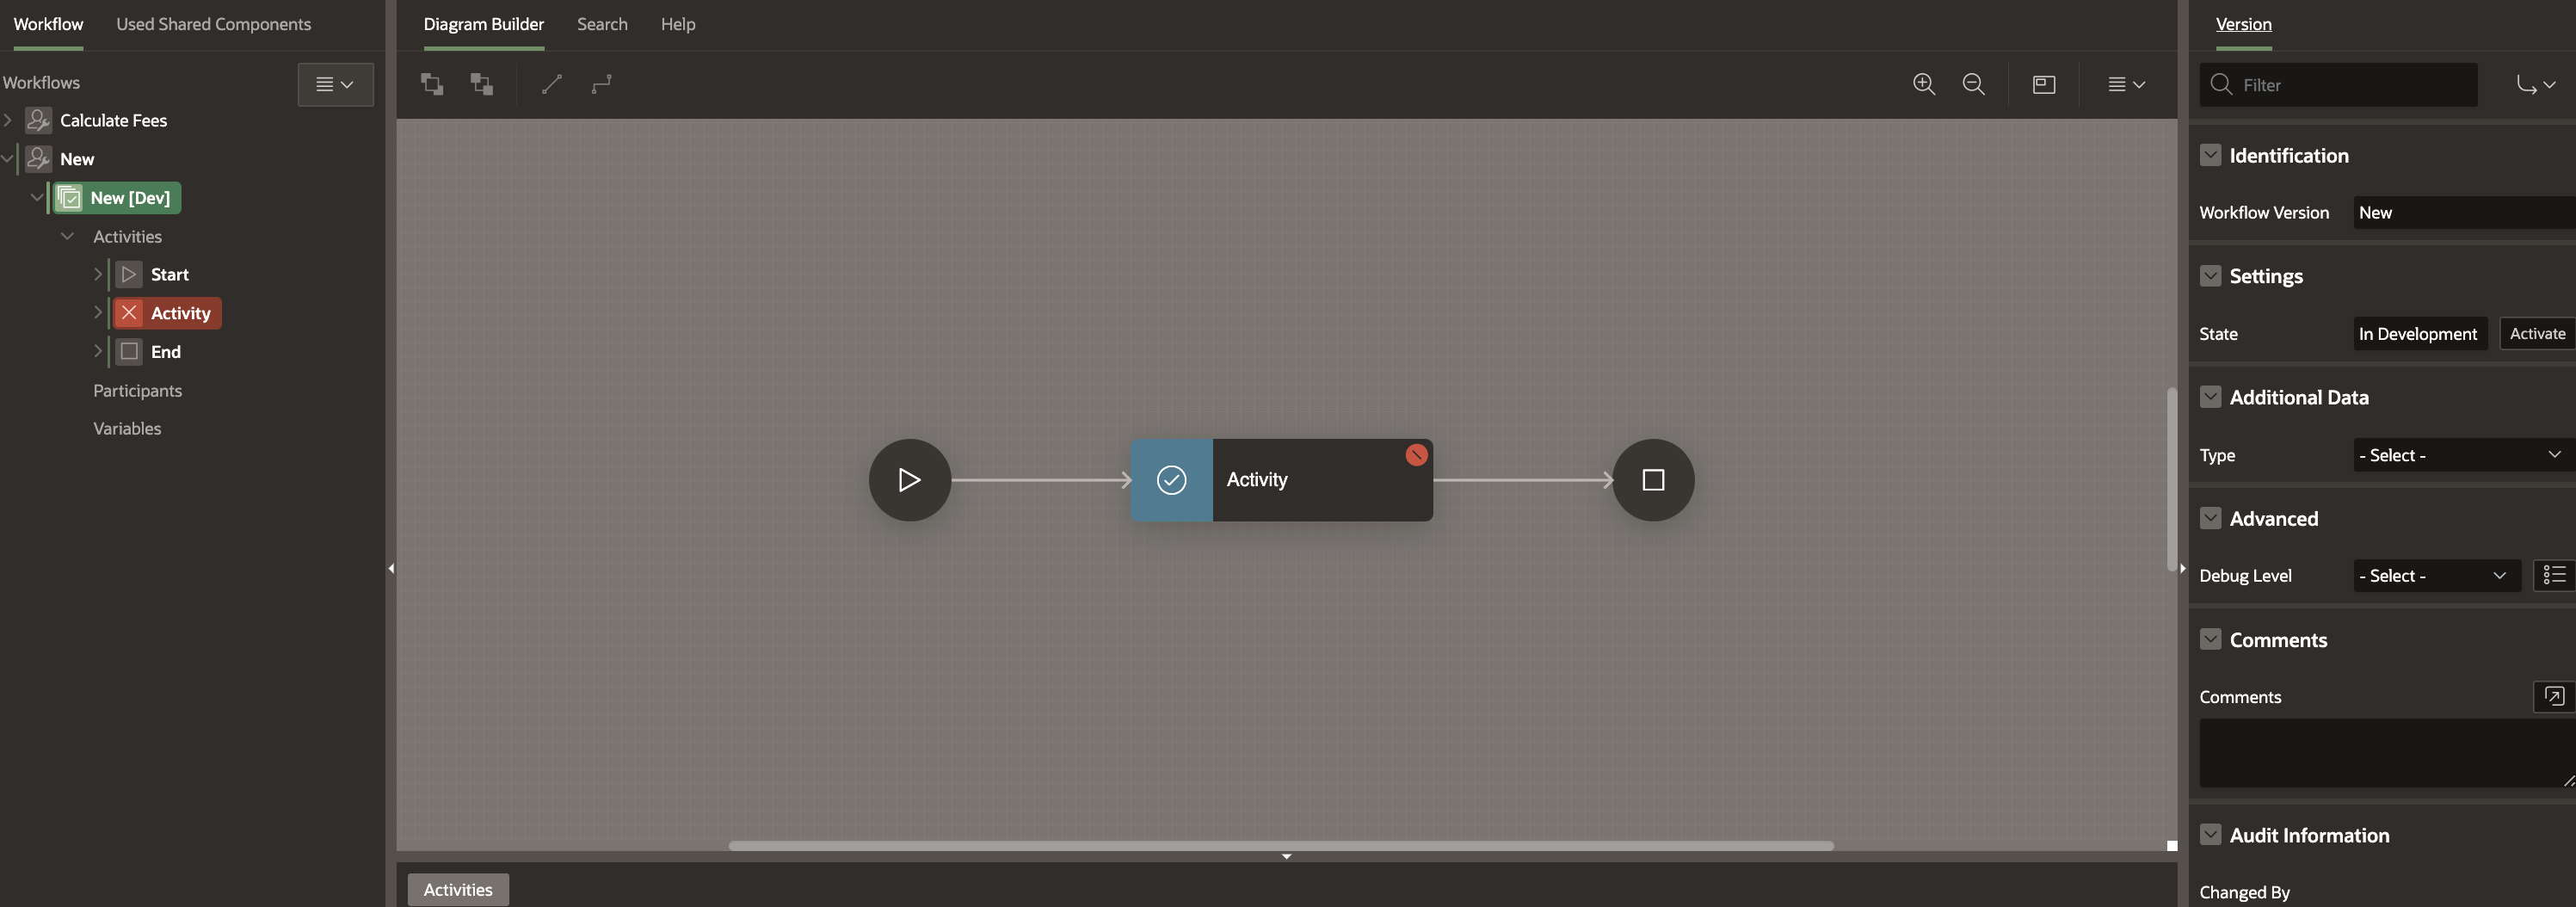 Workflow
Used Shared Components
Workflows
Calculate Fees
New
New [Dev]
Activities
Start
Activity
End
Participants
Variables
Diagram Builder
Search
Help
Activity
Activities
Version
Filter
Identification
Workflow Version New
Settings
State In Development Activate
Additional Data
Type - Select -
Advanced
Debug Level - Select -
Comments
Comments
Audit Information
Changed By